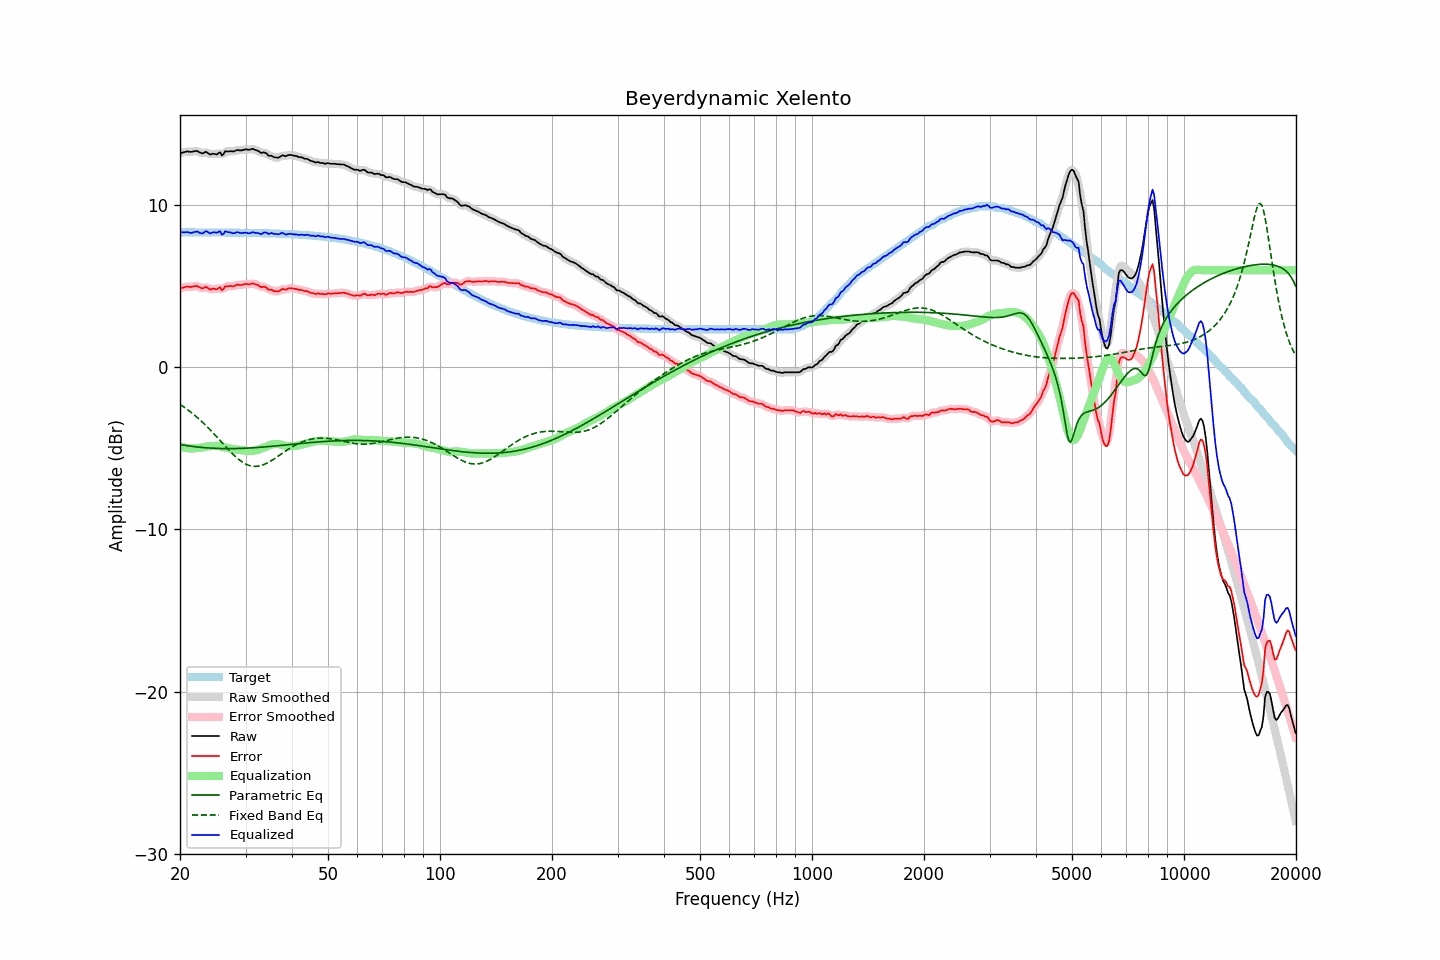 Beyerdynamic Xelento
Amplitude (dBr)
10
0
−10
−20
−30
Target
Raw Smoothed
Error Smoothed
Raw
Error
Equalization
Parametric Eq
Fixed Band Eq
Equalized
20 50 100 200 500 1000 2000 5000 10000 20000
Frequency (Hz)